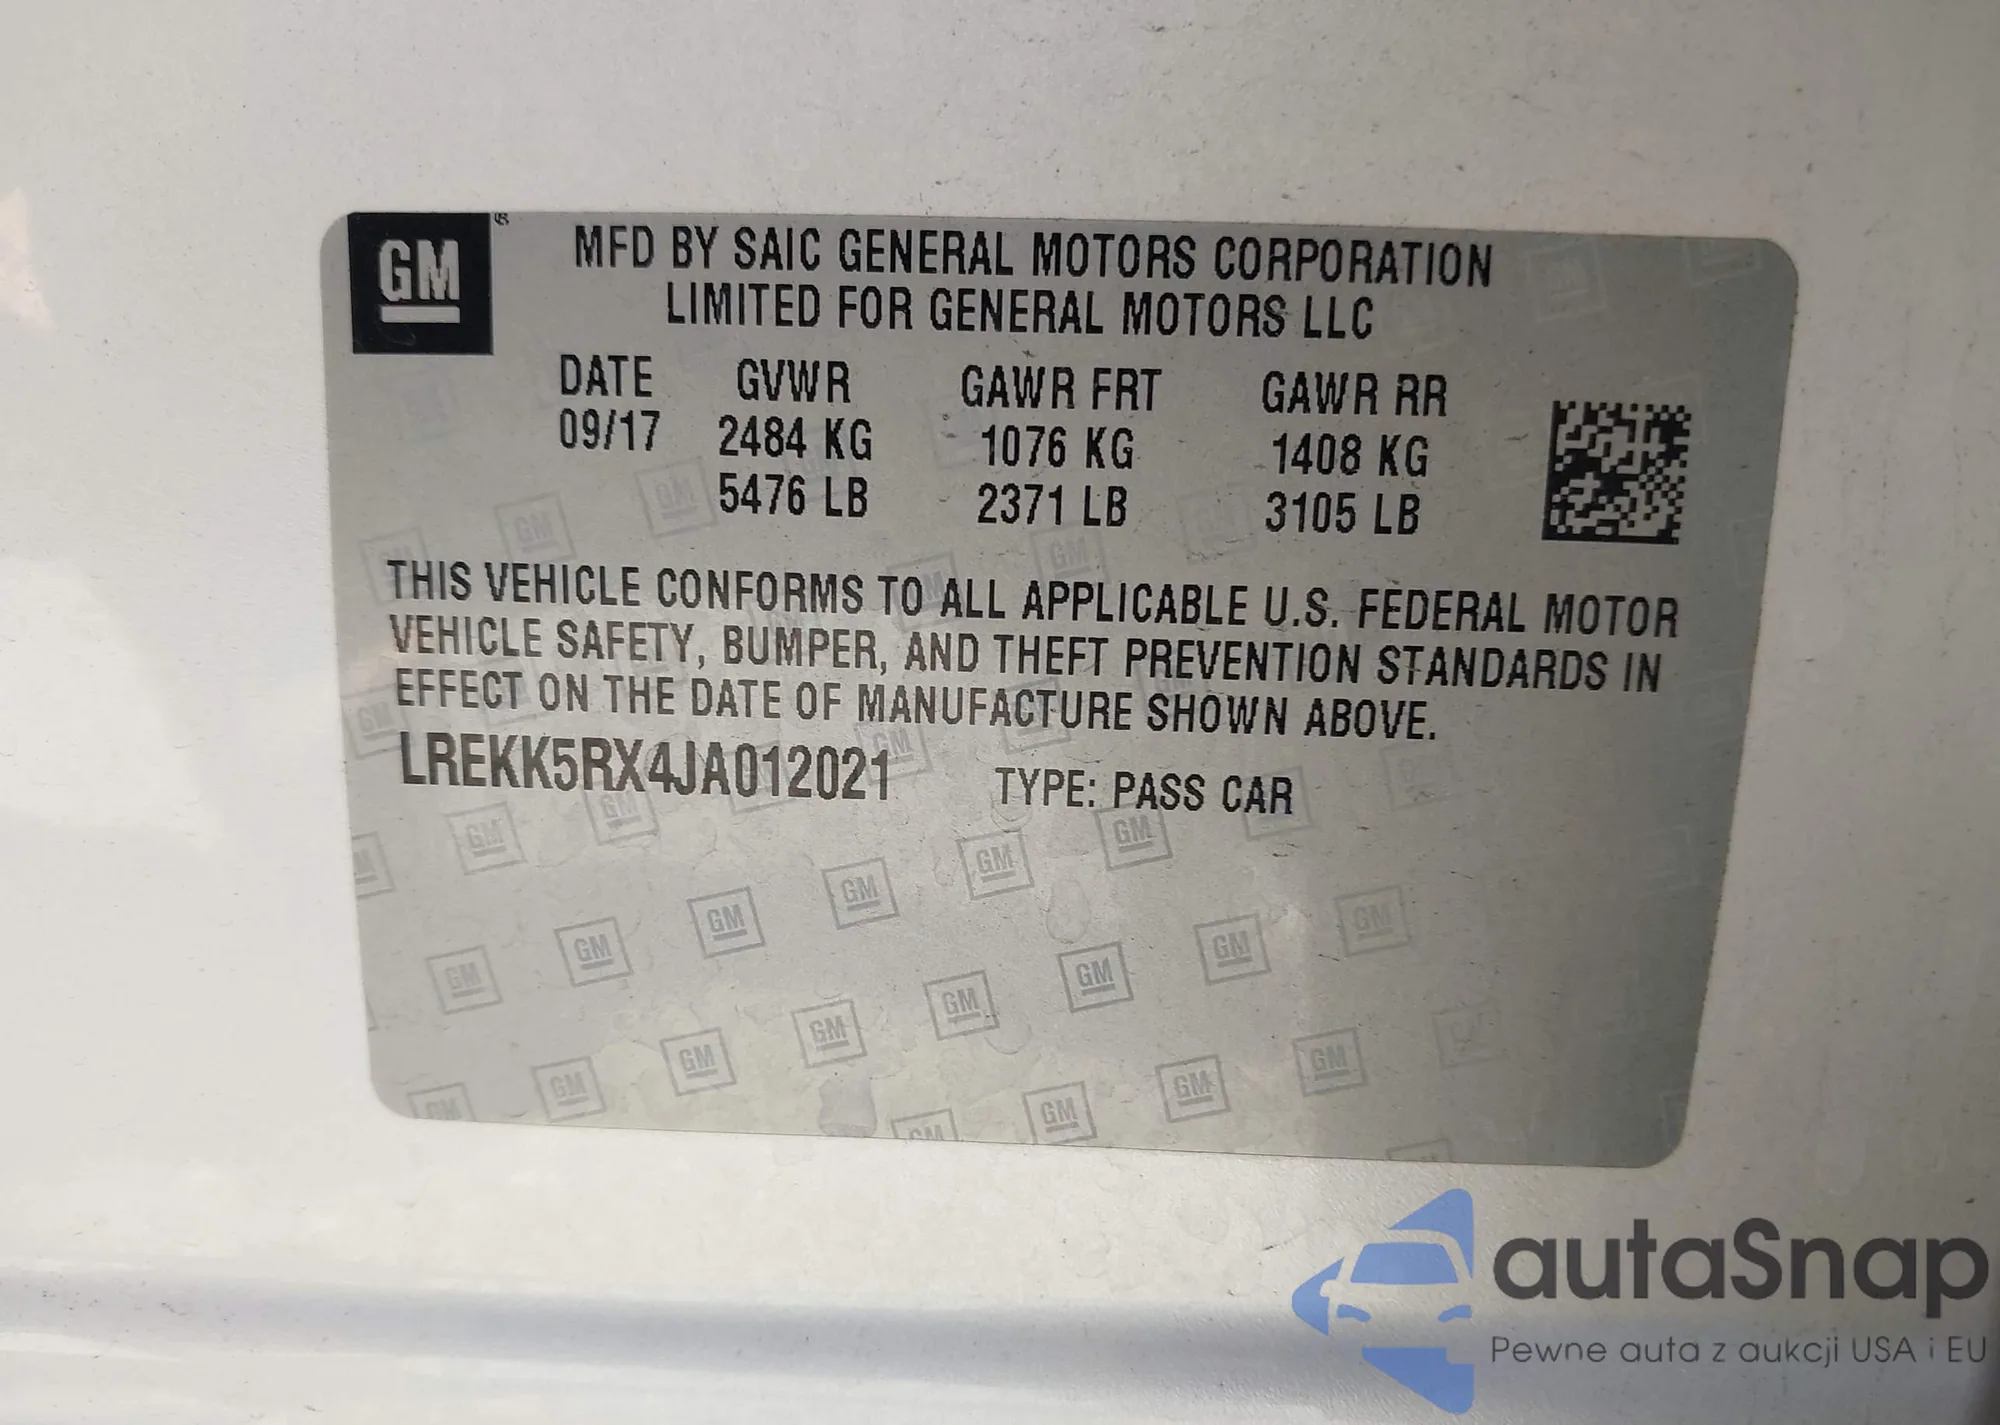 GM ®
MFD BY SAIC GENERAL MOTORS CORPORATION
LIMITED FOR GENERAL MOTORS LLC
DATE GVWR GAWR FRT GAWR RR
09/17 2484 KG 1076 KG 1408 KG
5476 LB 2371 LB 3105 LB
THIS VEHICLE CONFORMS TO ALL APPLICABLE U.S. FEDERAL MOTOR
VEHICLE SAFETY, BUMPER, AND THEFT PREVENTION STANDARDS IN
EFFECT ON THE DATE OF MANUFACTURE SHOWN ABOVE.
LREKK5RX4JA012021 TYPE: PASS CAR
autaSnap
Pewne auta z aukcji USA i EU